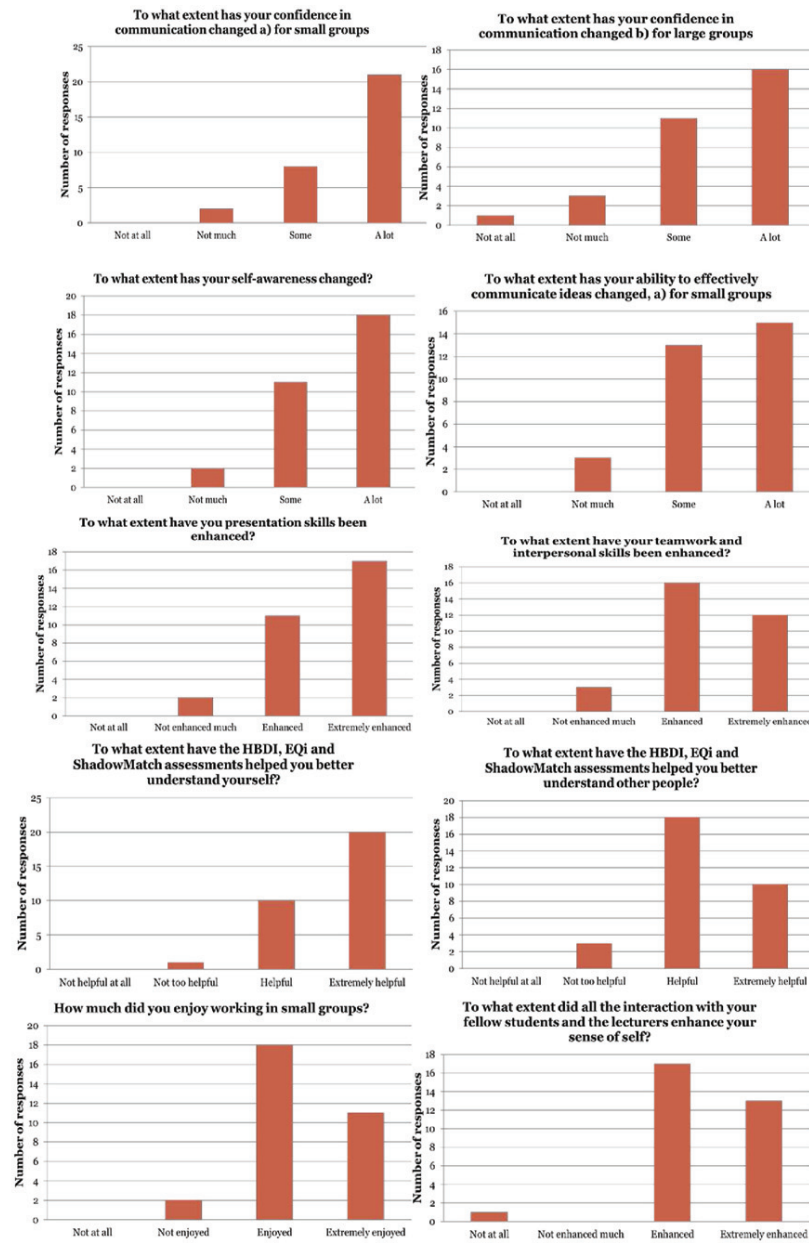 To what extent has your confidence in
communication changed a) for small groups
Number of responses
25
20
15
10
5
0
Not at all Not much Some A lot
To what extent has your confidence in
communication changed b) for large groups
Number of responses
18
16
14
12
10
8
6
4
2
0
Not at all Not much Some A lot
To what extent has your self-awareness changed?
Number of responses
20
18
16
14
12
10
8
6
4
2
0
Not at all Not much Some A lot
To what extent has your ability to effectively
communicate ideas changed, a) for small groups
Number of responses
16
14
12
10
8
6
4
2
0
Not at all Not much Some A lot
To what extent have you presentation skills been
enhanced?
Number of responses
18
16
14
12
10
8
6
4
2
0
Not at all Not enhanced much Enhanced Extremely enhanced
To what extent have your teamwork and
interpersonal skills been enhanced?
Number of responses
18
16
14
12
10
8
6
4
2
0
Not at all Not enhanced much Enhanced Extremely enhanced
To what extent have the HBDI, EQi and
ShadowMatch assessments helped you better
understand yourself?
Number of responses
25
20
15
10
5
0
Not helpful at all Not too helpful Helpful Extremely helpful
To what extent have the HBDI, EQi and
ShadowMatch assessments helped you better
understand other people?
Number of responses
20
18
16
14
12
10
8
6
4
2
0
Not helpful at all Not too helpful Helpful Extremely helpful
How much did you enjoy working in small groups?
Number of responses
20
18
16
14
12
10
8
6
4
2
0
Not at all Not enjoyed Enjoyed Extremely enjoyed
To what extent did all the interaction with your
fellow students and the lecturers enhance your
sense of self?
Number of responses
18
16
14
12
10
8
6
4
2
0
Not at all Not enhanced much Enhanced Extremely enhanced